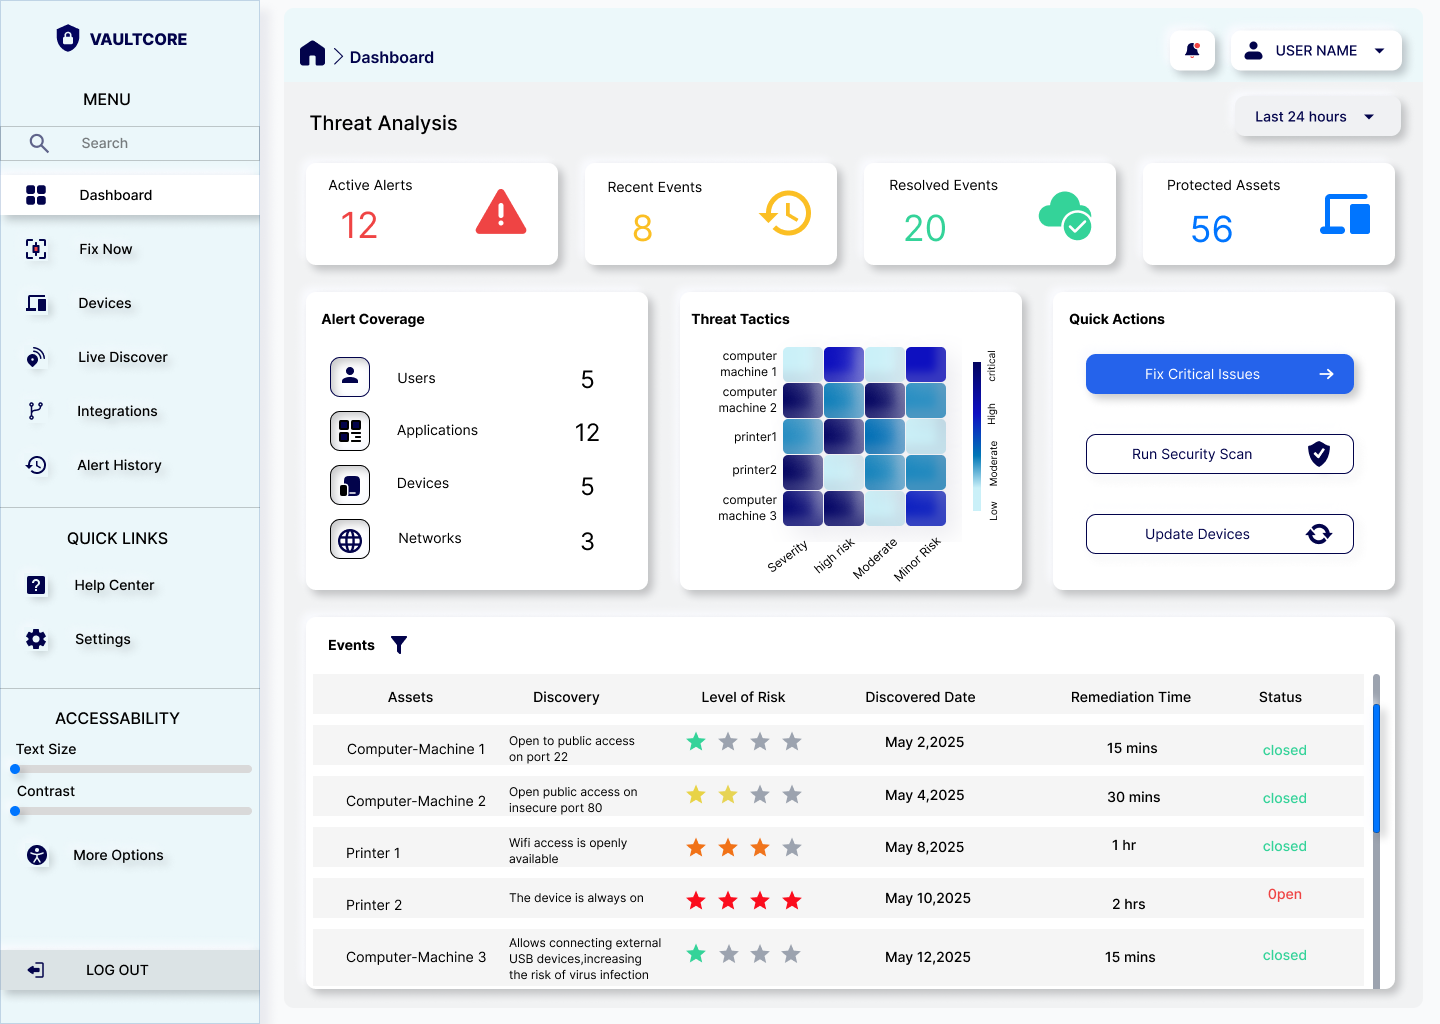 VAULTCORE
MENU
Search
Dashboard
Fix Now
Devices
Live Discover
Integrations
Alert History
QUICK LINKS
Help Center
Settings
ACCESSABILITY
Text Size
Contrast
More Options
LOG OUT
Dashboard
USER NAME
Threat Analysis
Last 24 hours
Active Alerts
12
Recent Events
8
Resolved Events
20
Protected Assets
56
Alert Coverage
Users 5
Applications 12
Devices 5
Networks 3
Threat Tactics
computer
machine 1
computer
machine 2
printer1
printer2
computer
machine 3
Severity
high risk
Moderate
Minor Risk
critical
High
Moderate
Low
Quick Actions
Fix Critical Issues
Run Security Scan
Update Devices
Events
Assets Discovery Level of Risk Discovered Date Remediation Time Status
Computer-Machine 1
Open to public access
on port 22
May 2,2025
15 mins
closed
Computer-Machine 2
Open public access on
insecure port 80
May 4,2025
30 mins
closed
Printer 1
Wifi access is openly
available
May 8,2025
1 hr
closed
Printer 2
The device is always on
May 10,2025
2 hrs
0pen
Computer-Machine 3
Allows connecting external
USB devices,increasing
the risk of virus infection
May 12,2025
15 mins
closed